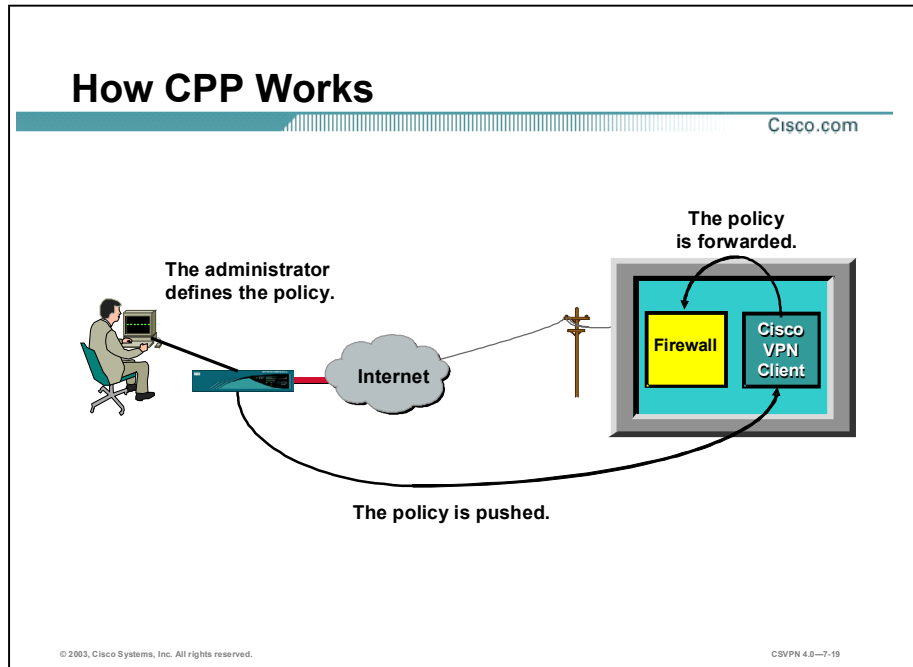 How CPP Works
Cisco.com
The policy
is forwarded.
The administrator
defines the policy.
Firewall
Cisco
VPN
Client
Internet
The policy is pushed.
© 2003, Cisco Systems, Inc. All rights reserved.
CSVPN 4.0—7-19